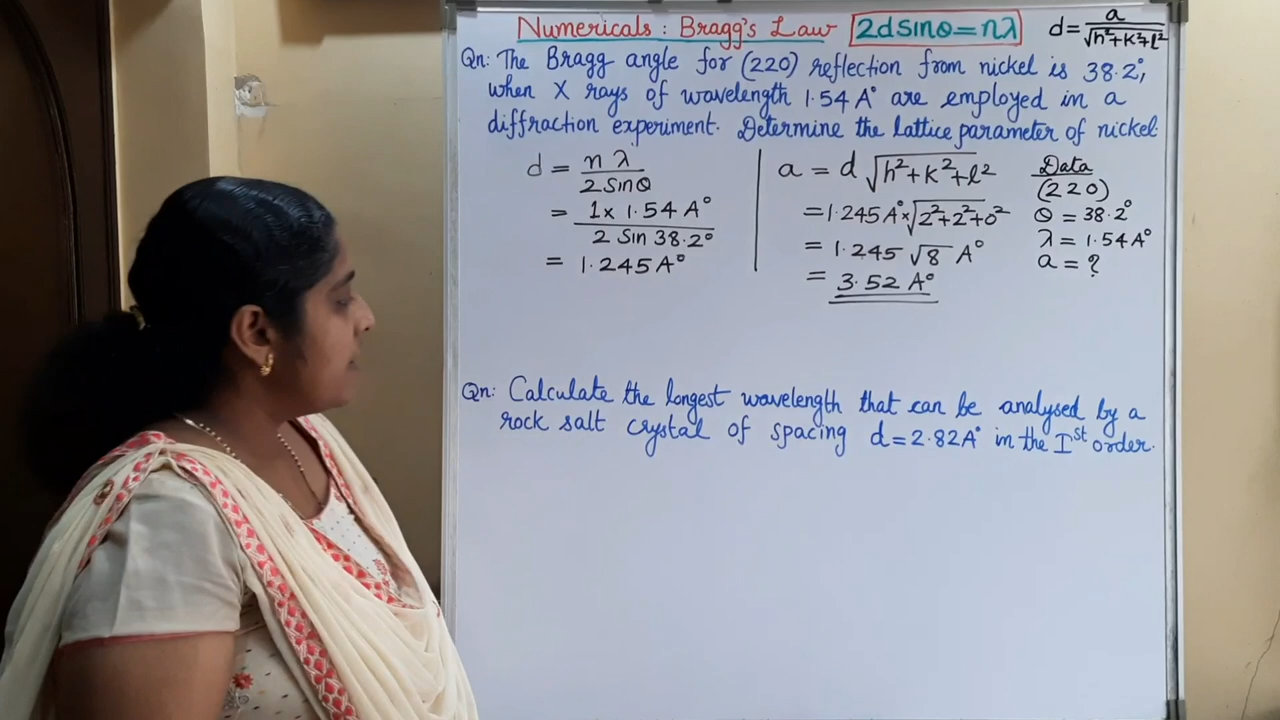 Numericals : Bragg's Law 2dsinθ=nλ d=a/√h²+k²+l²
Qn: The Bragg angle for (220) reflection from nickel is 38.2°,
when X rays of wavelength 1.54 A° are employed in a
diffraction experiment. Determine the lattice parameter of nickel.
d = nλ/2sinθ
= 1x 1.54 A°/2 Sin 38.2°
= 1.245A°
a = d √h²+k²+l²
=1.245A°x√2²+2²+0²
= 1.245 √8 A°
= 3.52 A°
Data
(220)
θ = 38.2°
λ = 1.54A°
a = ?
Qn: Calculate the longest wavelength that can be analysed by a
rock salt crystal of spacing d=2.82A° in the Ist order.